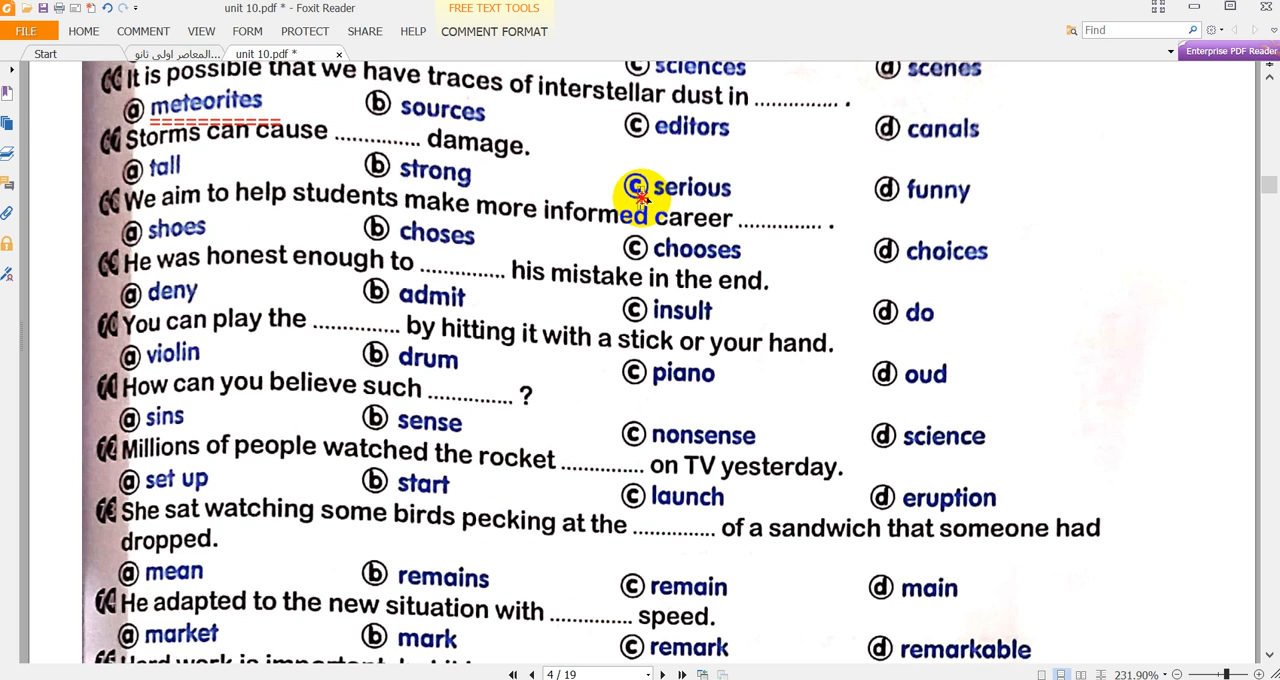 unit 10.pdf * - Foxit Reader
FREE TEXT TOOLS
FILE HOME COMMENT VIEW FORM PROTECT SHARE HELP COMMENT FORMAT
Find
Start المعاصر اولى ثانو... unit 10.pdf *
Enterprise PDF Reader
c sciences d scenes
It is possible that we have traces of interstellar dust in .............. .
a meteorites b sources c editors d canals
Storms can cause .............. damage.
a tall b strong c serious d funny
We aim to help students make more informed career .............. .
a shoes b choses c chooses d choices
He was honest enough to .............. his mistake in the end.
a deny b admit c insult d do
You can play the .............. by hitting it with a stick or your hand.
a violin b drum c piano d oud
How can you believe such .............. ?
a sins b sense c nonsense d science
Millions of people watched the rocket .............. on TV yesterday.
a set up b start c launch d eruption
She sat watching some birds pecking at the .............. of a sandwich that someone had
dropped.
a mean b remains c remain d main
He adapted to the new situation with .............. speed.
a market b mark c remark d remarkable
4 / 19 231.90%